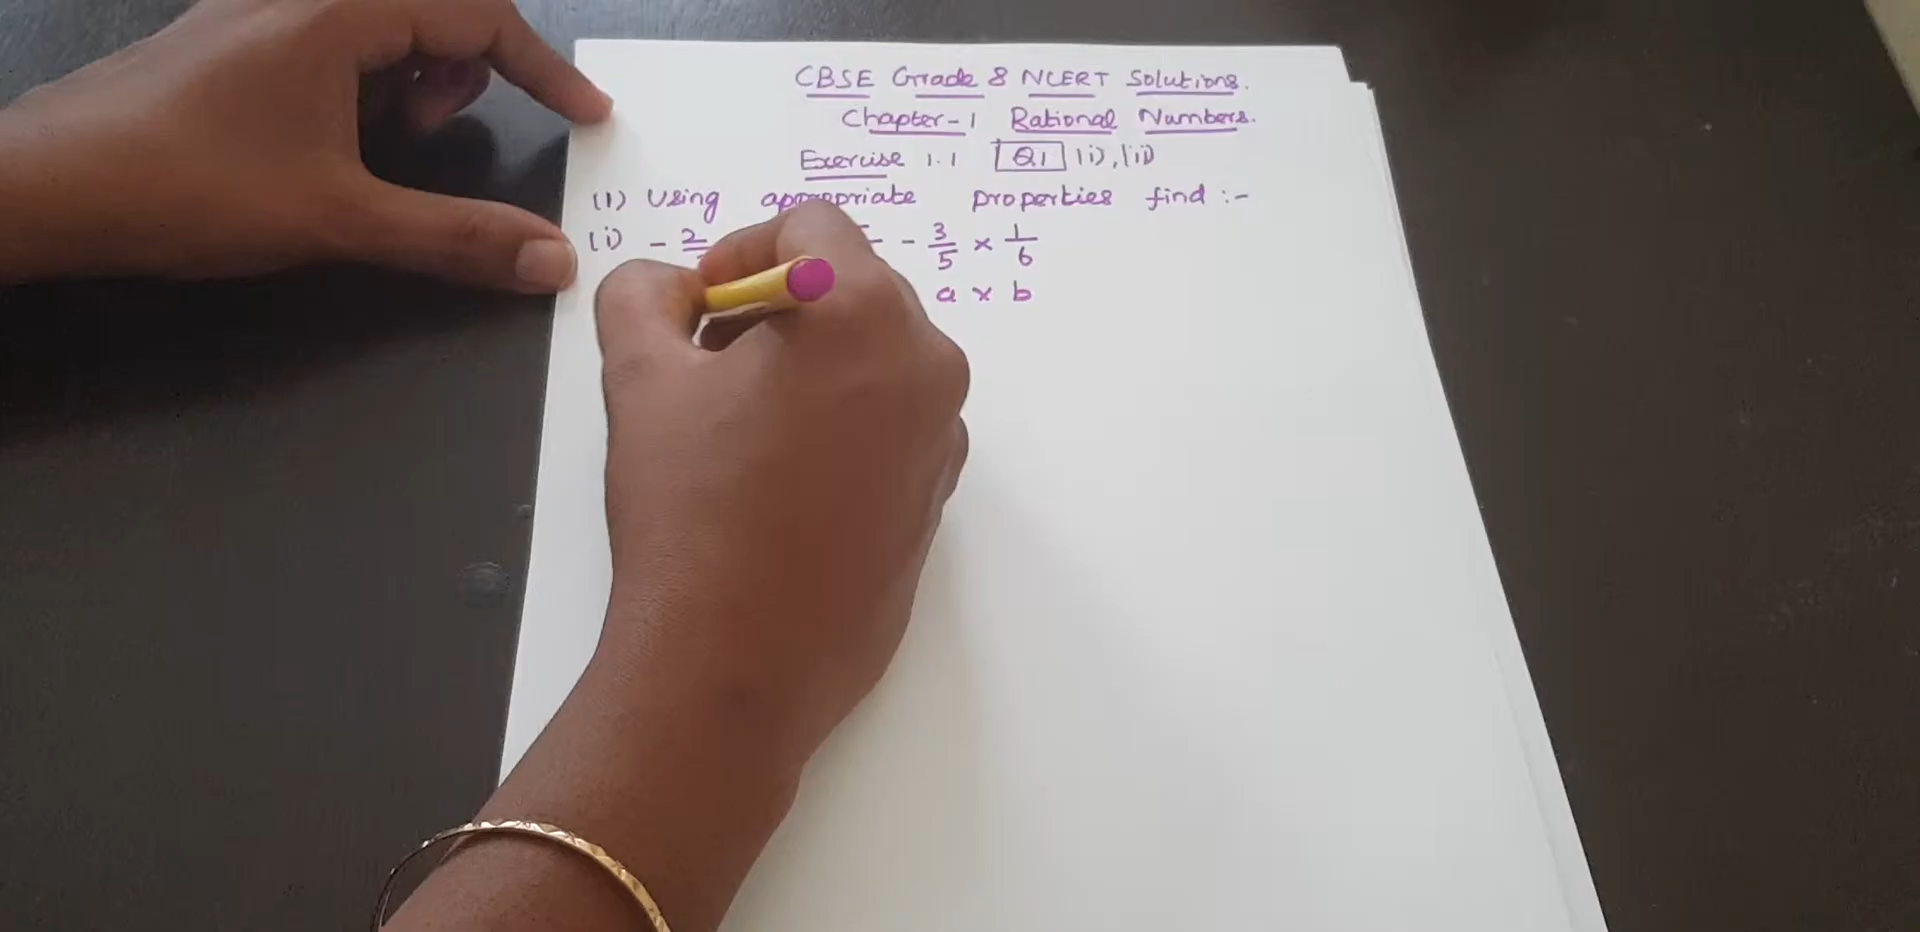 CBSE Grade 8 NCERT Solutions.
Chapter-1 Rational Numbers.
Exercise 1.1 Q1 (i), (ii)
(1) Using appropriate properties find :-
(i) - 2 - 3/5 × 1/6
a × b